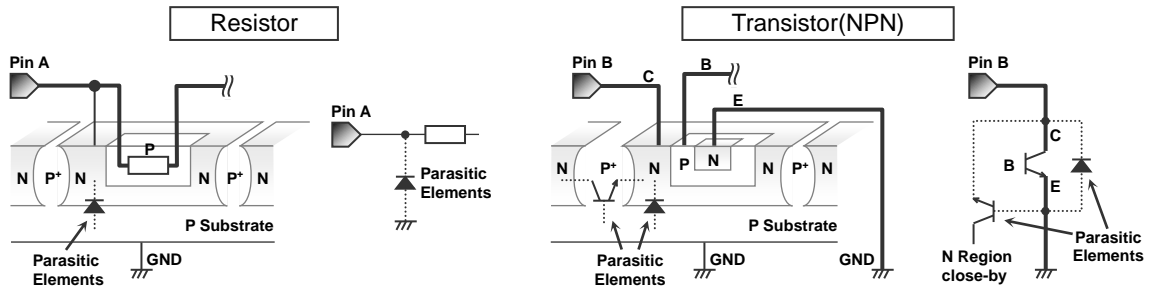 Resistor
Transistor(NPN)
Pin A
Pin A
P
N P+ N N P+ N
Parasitic
Elements
P Substrate
Parasitic
Elements
GND
Pin B
C
B
E
P N
N P+ N N P+ N
P Substrate
Parasitic
Elements
GND
GND
Pin B
C
B
E
Parasitic
Elements
N Region
close-by